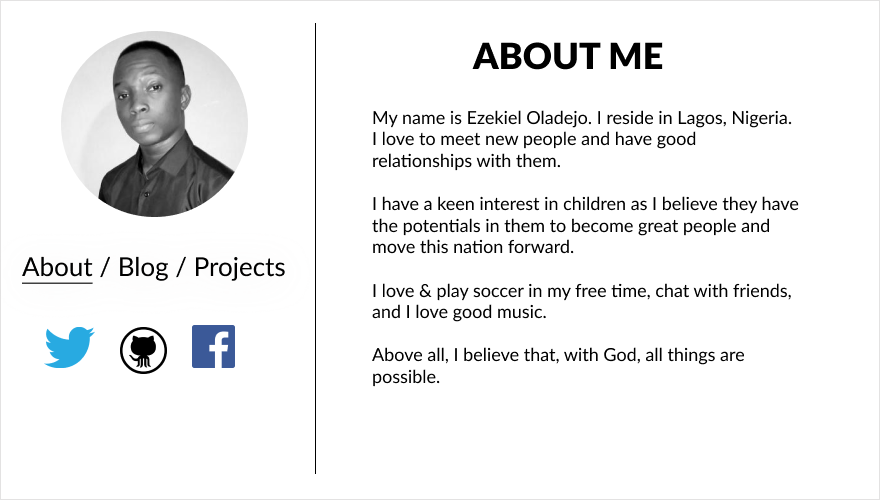 ABOUT ME
My name is Ezekiel Oladejo. I reside in Lagos, Nigeria.
I love to meet new people and have good
relationships with them.
I have a keen interest in children as I believe they have
the potentials in them to become great people and
move this nation forward.
I love & play soccer in my free time, chat with friends,
and I love good music.
Above all, I believe that, with God, all things are
possible.
About / Blog / Projects